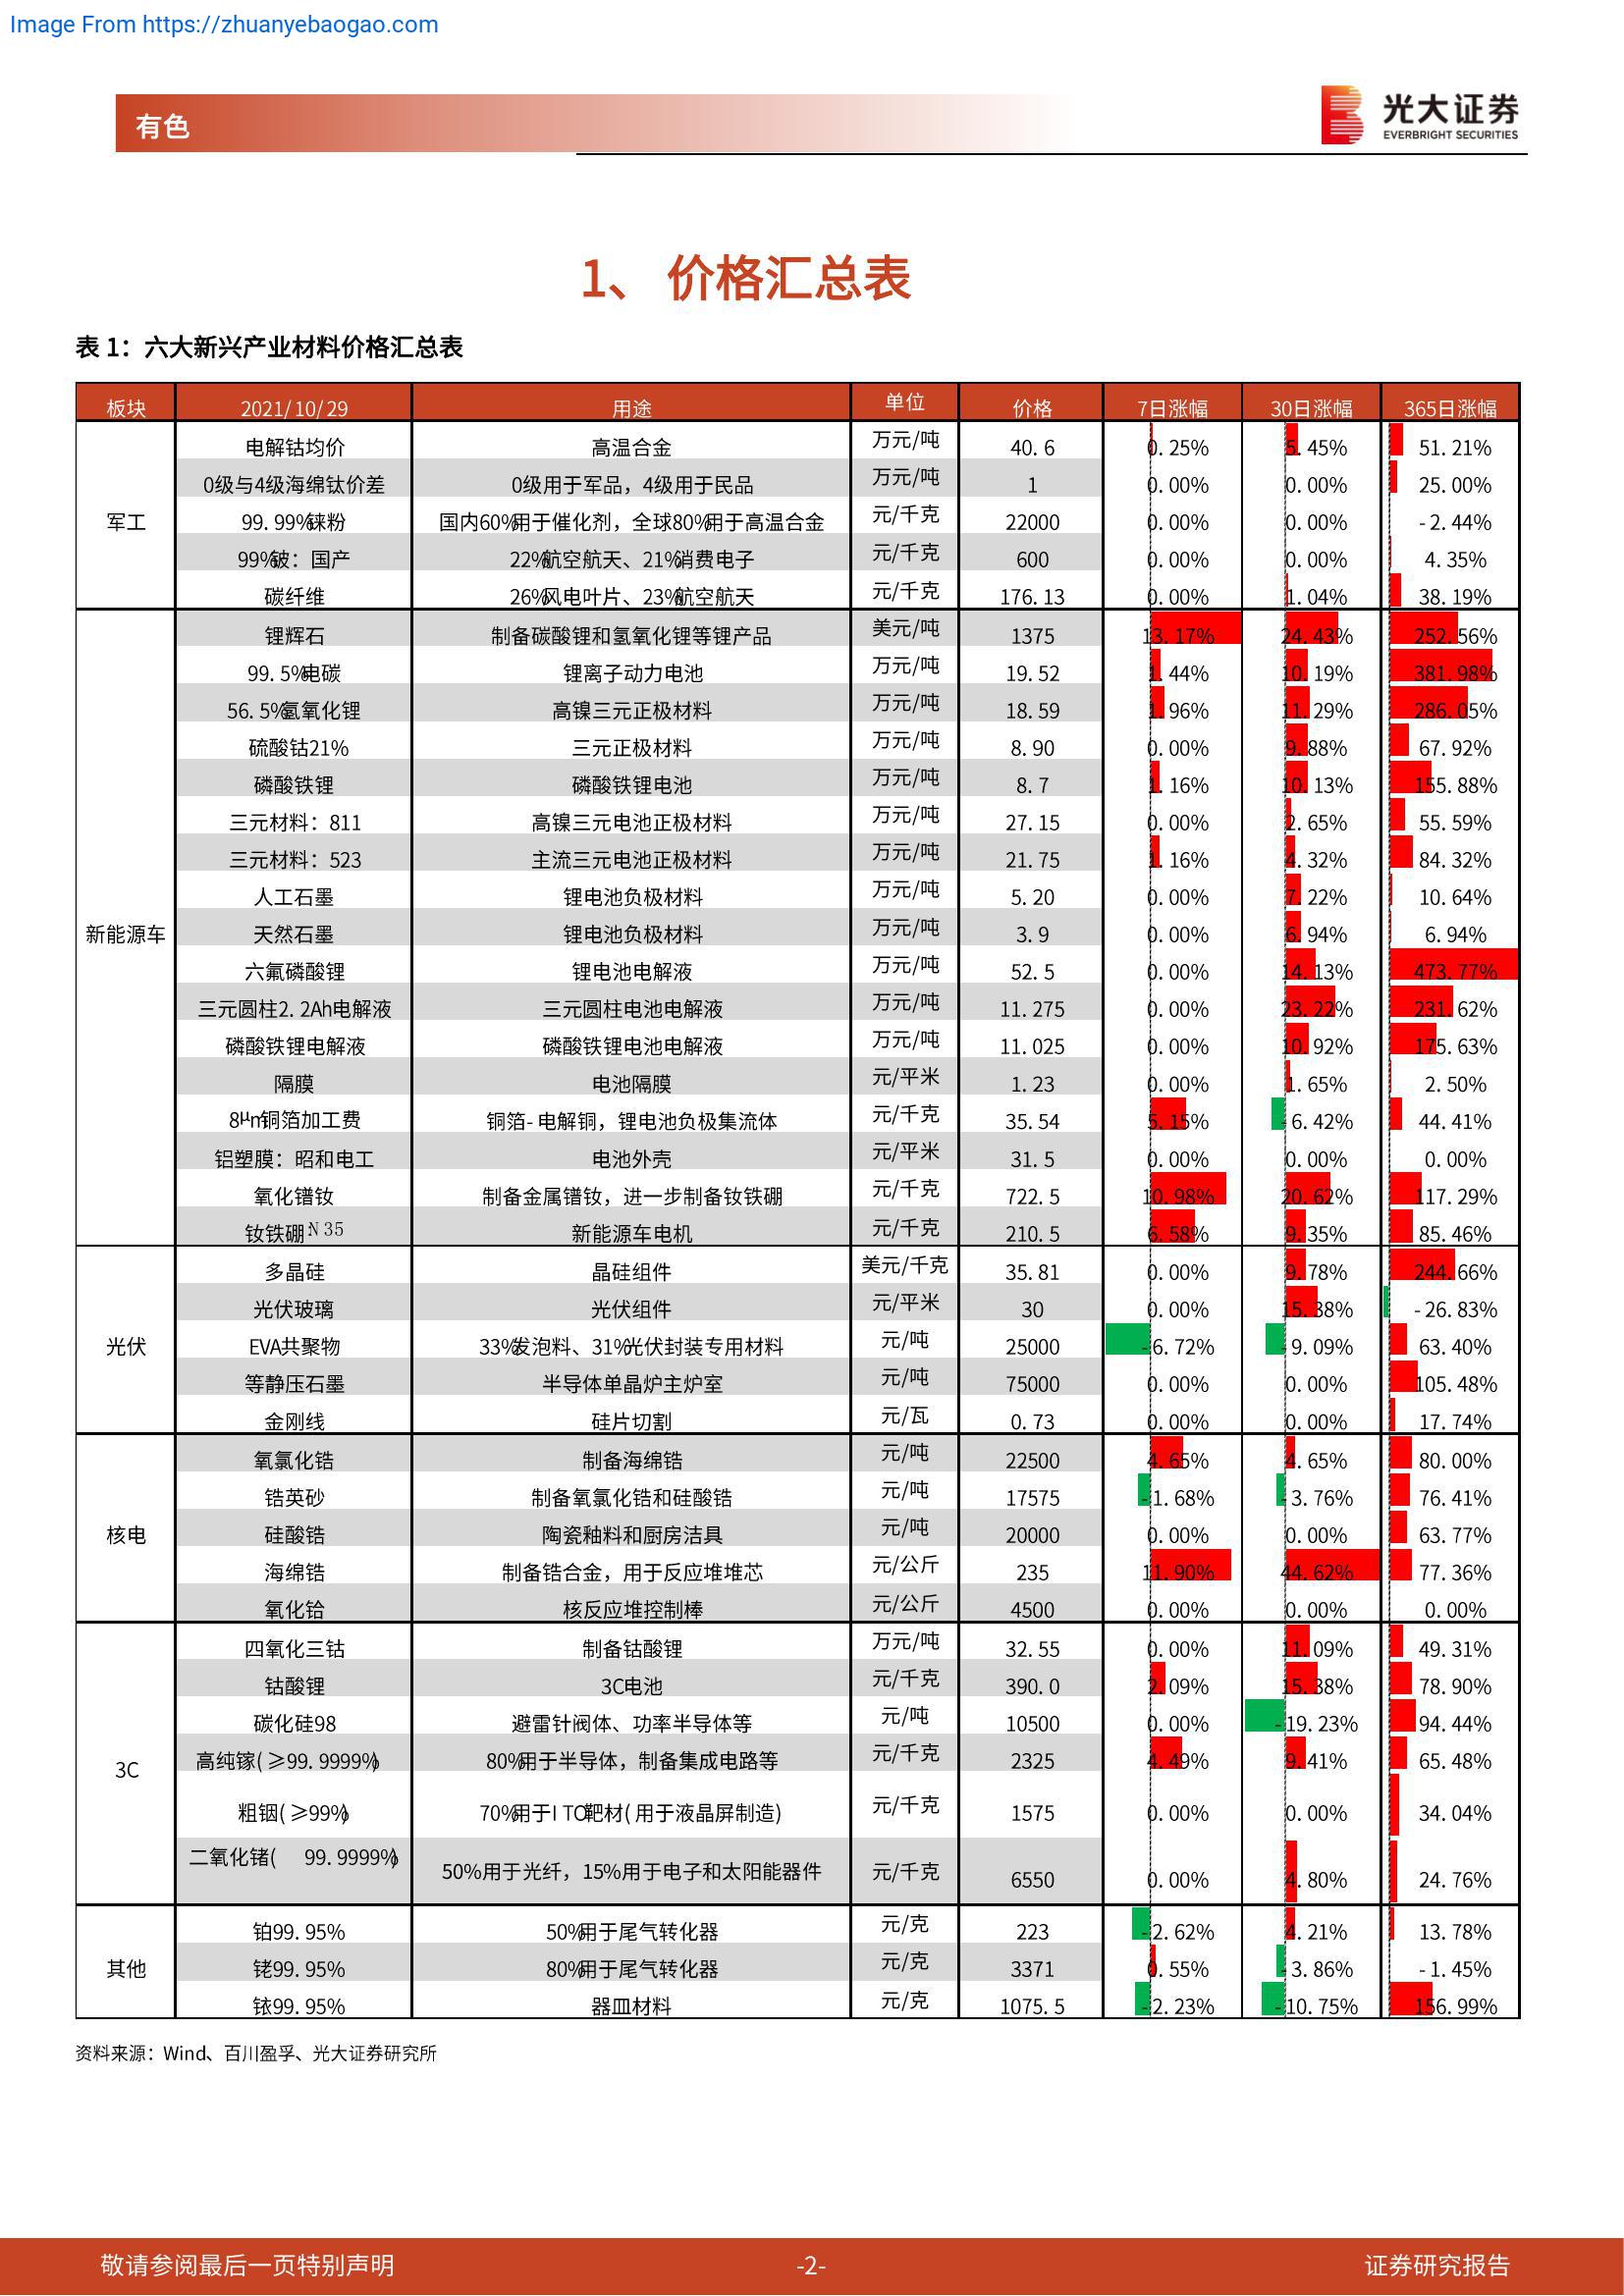 Image From https://zhuanyebaogao.com
有色
光大证券
EVERBRIGHT SECURITIES
1、 价格汇总表
表 1：六大新兴产业材料价格汇总表
板块 2021/10/29 用途 单位 价格 7日涨幅 30日涨幅 365日涨幅
军工
电解钴均价 高温合金 万元/吨 40.6 0.25% 5.45% 51.21%
0级与4级海绵钛价差 0级用于军品，4级用于民品 万元/吨 1 0.00% 0.00% 25.00%
99.99%铼粉 国内60%用于催化剂，全球80%用于高温合金 元/千克 22000 0.00% 0.00% -2.44%
99%铍：国产 22%航空航天、21%消费电子 元/千克 600 0.00% 0.00% 4.35%
碳纤维 26%风电叶片、23%航空航天 元/千克 176.13 0.00% 1.04% 38.19%
新能源车
锂辉石 制备碳酸锂和氢氧化锂等锂产品 美元/吨 1375 13.17% 24.43% 252.56%
99.5%电碳 锂离子动力电池 万元/吨 19.52 1.44% 10.19% 381.98%
56.5%氢氧化锂 高镍三元正极材料 万元/吨 18.59 1.96% 11.29% 286.05%
硫酸钴21% 三元正极材料 万元/吨 8.90 0.00% 9.88% 67.92%
磷酸铁锂 磷酸铁锂电池 万元/吨 8.7 1.16% 10.13% 155.88%
三元材料：811 高镍三元电池正极材料 万元/吨 27.15 0.00% 2.65% 55.59%
三元材料：523 主流三元电池正极材料 万元/吨 21.75 1.16% 4.32% 84.32%
人工石墨 锂电池负极材料 万元/吨 5.20 0.00% 7.22% 10.64%
天然石墨 锂电池负极材料 万元/吨 3.9 0.00% 6.94% 6.94%
六氟磷酸锂 锂电池电解液 万元/吨 52.5 0.00% 14.13% 473.77%
三元圆柱2.2Ah电解液 三元圆柱电池电解液 万元/吨 11.275 0.00% 23.22% 231.62%
磷酸铁锂电解液 磷酸铁锂电池电解液 万元/吨 11.025 0.00% 10.92% 175.63%
隔膜 电池隔膜 元/平米 1.23 0.00% 1.65% 2.50%
8μm铜箔加工费 铜箔-电解铜，锂电池负极集流体 元/千克 35.54 5.15% -6.42% 44.41%
铝塑膜：昭和电工 电池外壳 元/平米 31.5 0.00% 0.00% 0.00%
氧化镨钕 制备金属镨钕，进一步制备钕铁硼 元/千克 722.5 10.98% 20.62% 117.29%
钕铁硼N35 新能源车电机 元/千克 210.5 6.58% 9.35% 85.46%
光伏
多晶硅 晶硅组件 美元/千克 35.81 0.00% 9.78% 244.66%
光伏玻璃 光伏组件 元/平米 30 0.00% 15.38% -26.83%
EVA共聚物 33%发泡料、31%光伏封装专用材料 元/吨 25000 -6.72% -9.09% 63.40%
等静压石墨 半导体单晶炉主炉室 元/吨 75000 0.00% 0.00% 105.48%
金刚线 硅片切割 元/瓦 0.73 0.00% 0.00% 17.74%
核电
氧氯化锆 制备海绵锆 元/吨 22500 4.65% 4.65% 80.00%
锆英砂 制备氧氯化锆和硅酸锆 元/吨 17575 -1.68% -3.76% 76.41%
硅酸锆 陶瓷釉料和厨房洁具 元/吨 20000 0.00% 0.00% 63.77%
海绵锆 制备锆合金，用于反应堆堆芯 元/公斤 235 11.90% 44.62% 77.36%
氧化铪 核反应堆控制棒 元/公斤 4500 0.00% 0.00% 0.00%
3C
四氧化三钴 制备钴酸锂 万元/吨 32.55 0.00% 11.09% 49.31%
钴酸锂 3C电池 元/千克 390.0 2.09% 15.38% 78.90%
碳化硅98 避雷针阀体、功率半导体等 元/吨 10500 0.00% -19.23% 94.44%
高纯镓(≥99.9999%) 80%用于半导体，制备集成电路等 元/千克 2325 4.49% 9.41% 65.48%
粗铟(≥99%) 70%用于ITO靶材(用于液晶屏制造) 元/千克 1575 0.00% 0.00% 34.04%
二氧化锗( 99.9999%) 50%用于光纤，15%用于电子和太阳能器件 元/千克 6550 0.00% 4.80% 24.76%
其他
铂99.95% 50%用于尾气转化器 元/克 223 -2.62% 4.21% 13.78%
铑99.95% 80%用于尾气转化器 元/克 3371 0.55% -3.86% -1.45%
铱99.95% 器皿材料 元/克 1075.5 -2.23% -10.75% 156.99%
资料来源：Wind、百川盈孚、光大证券研究所
敬请参阅最后一页特别声明 -2- 证券研究报告